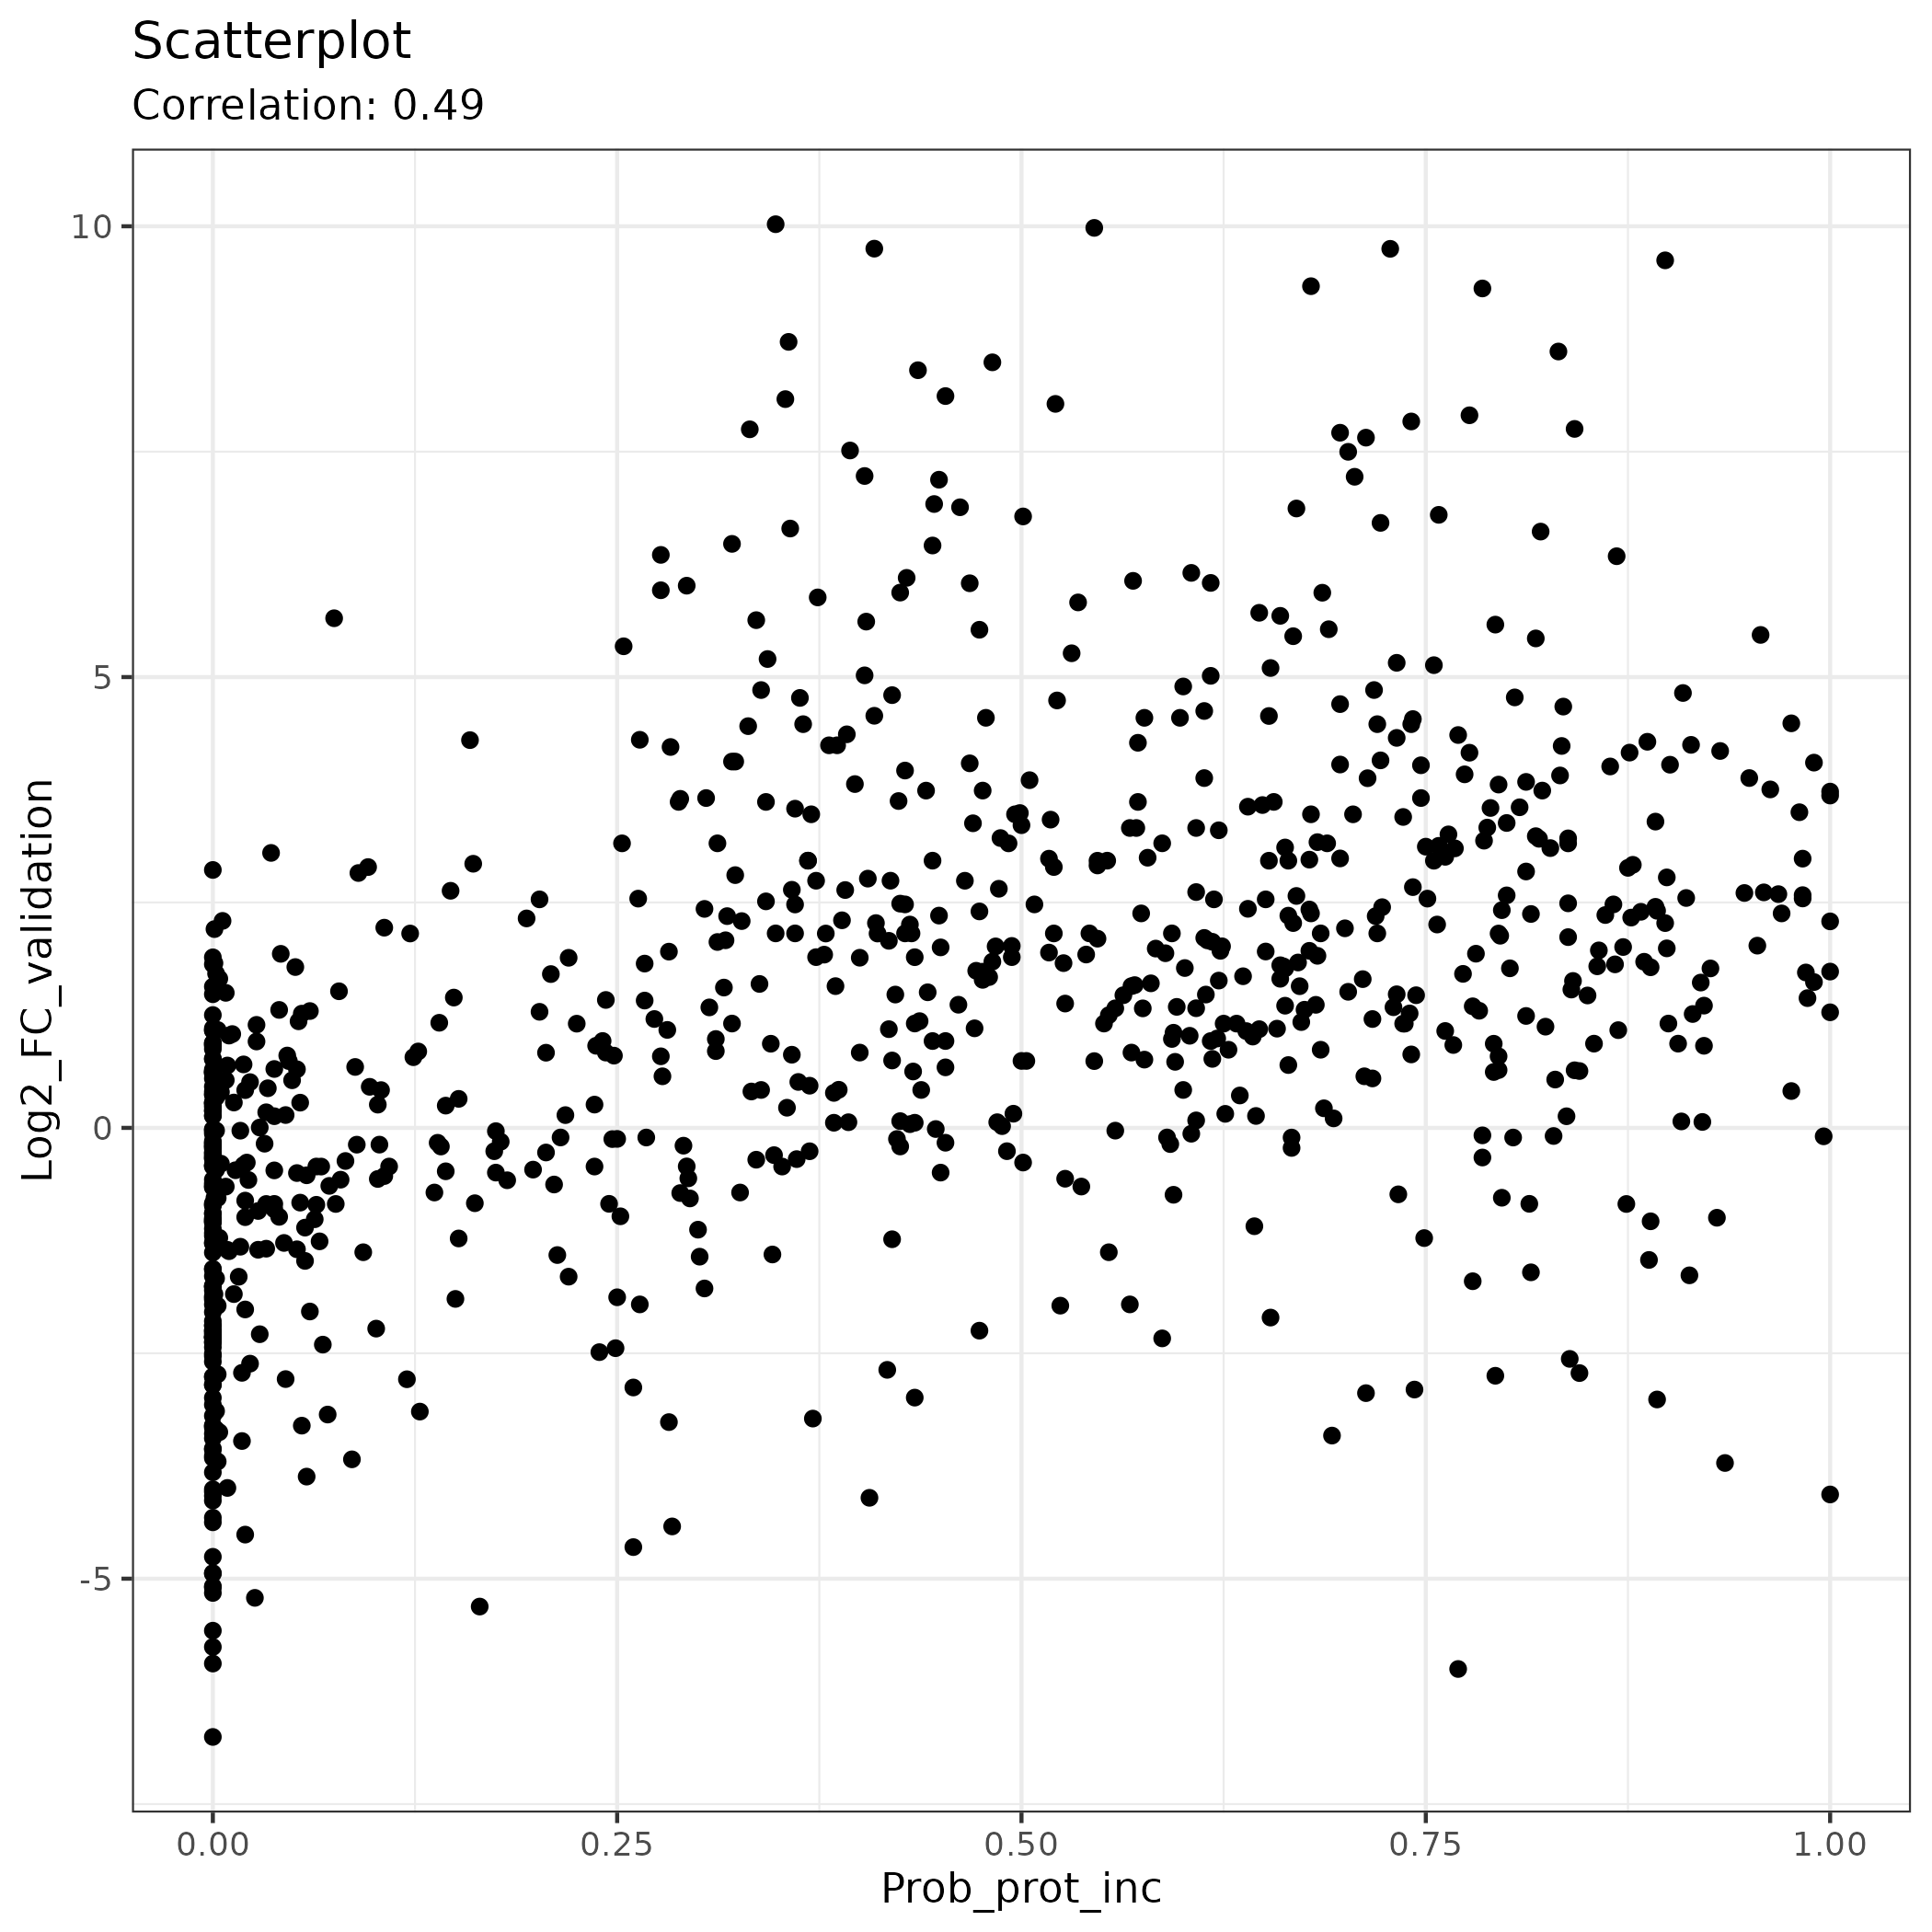 Scatterplot
Correlation: 0.49
10
5
0
-5
Log2_FC_validation
0.00 0.25 0.50 0.75 1.00
Prob_prot_inc